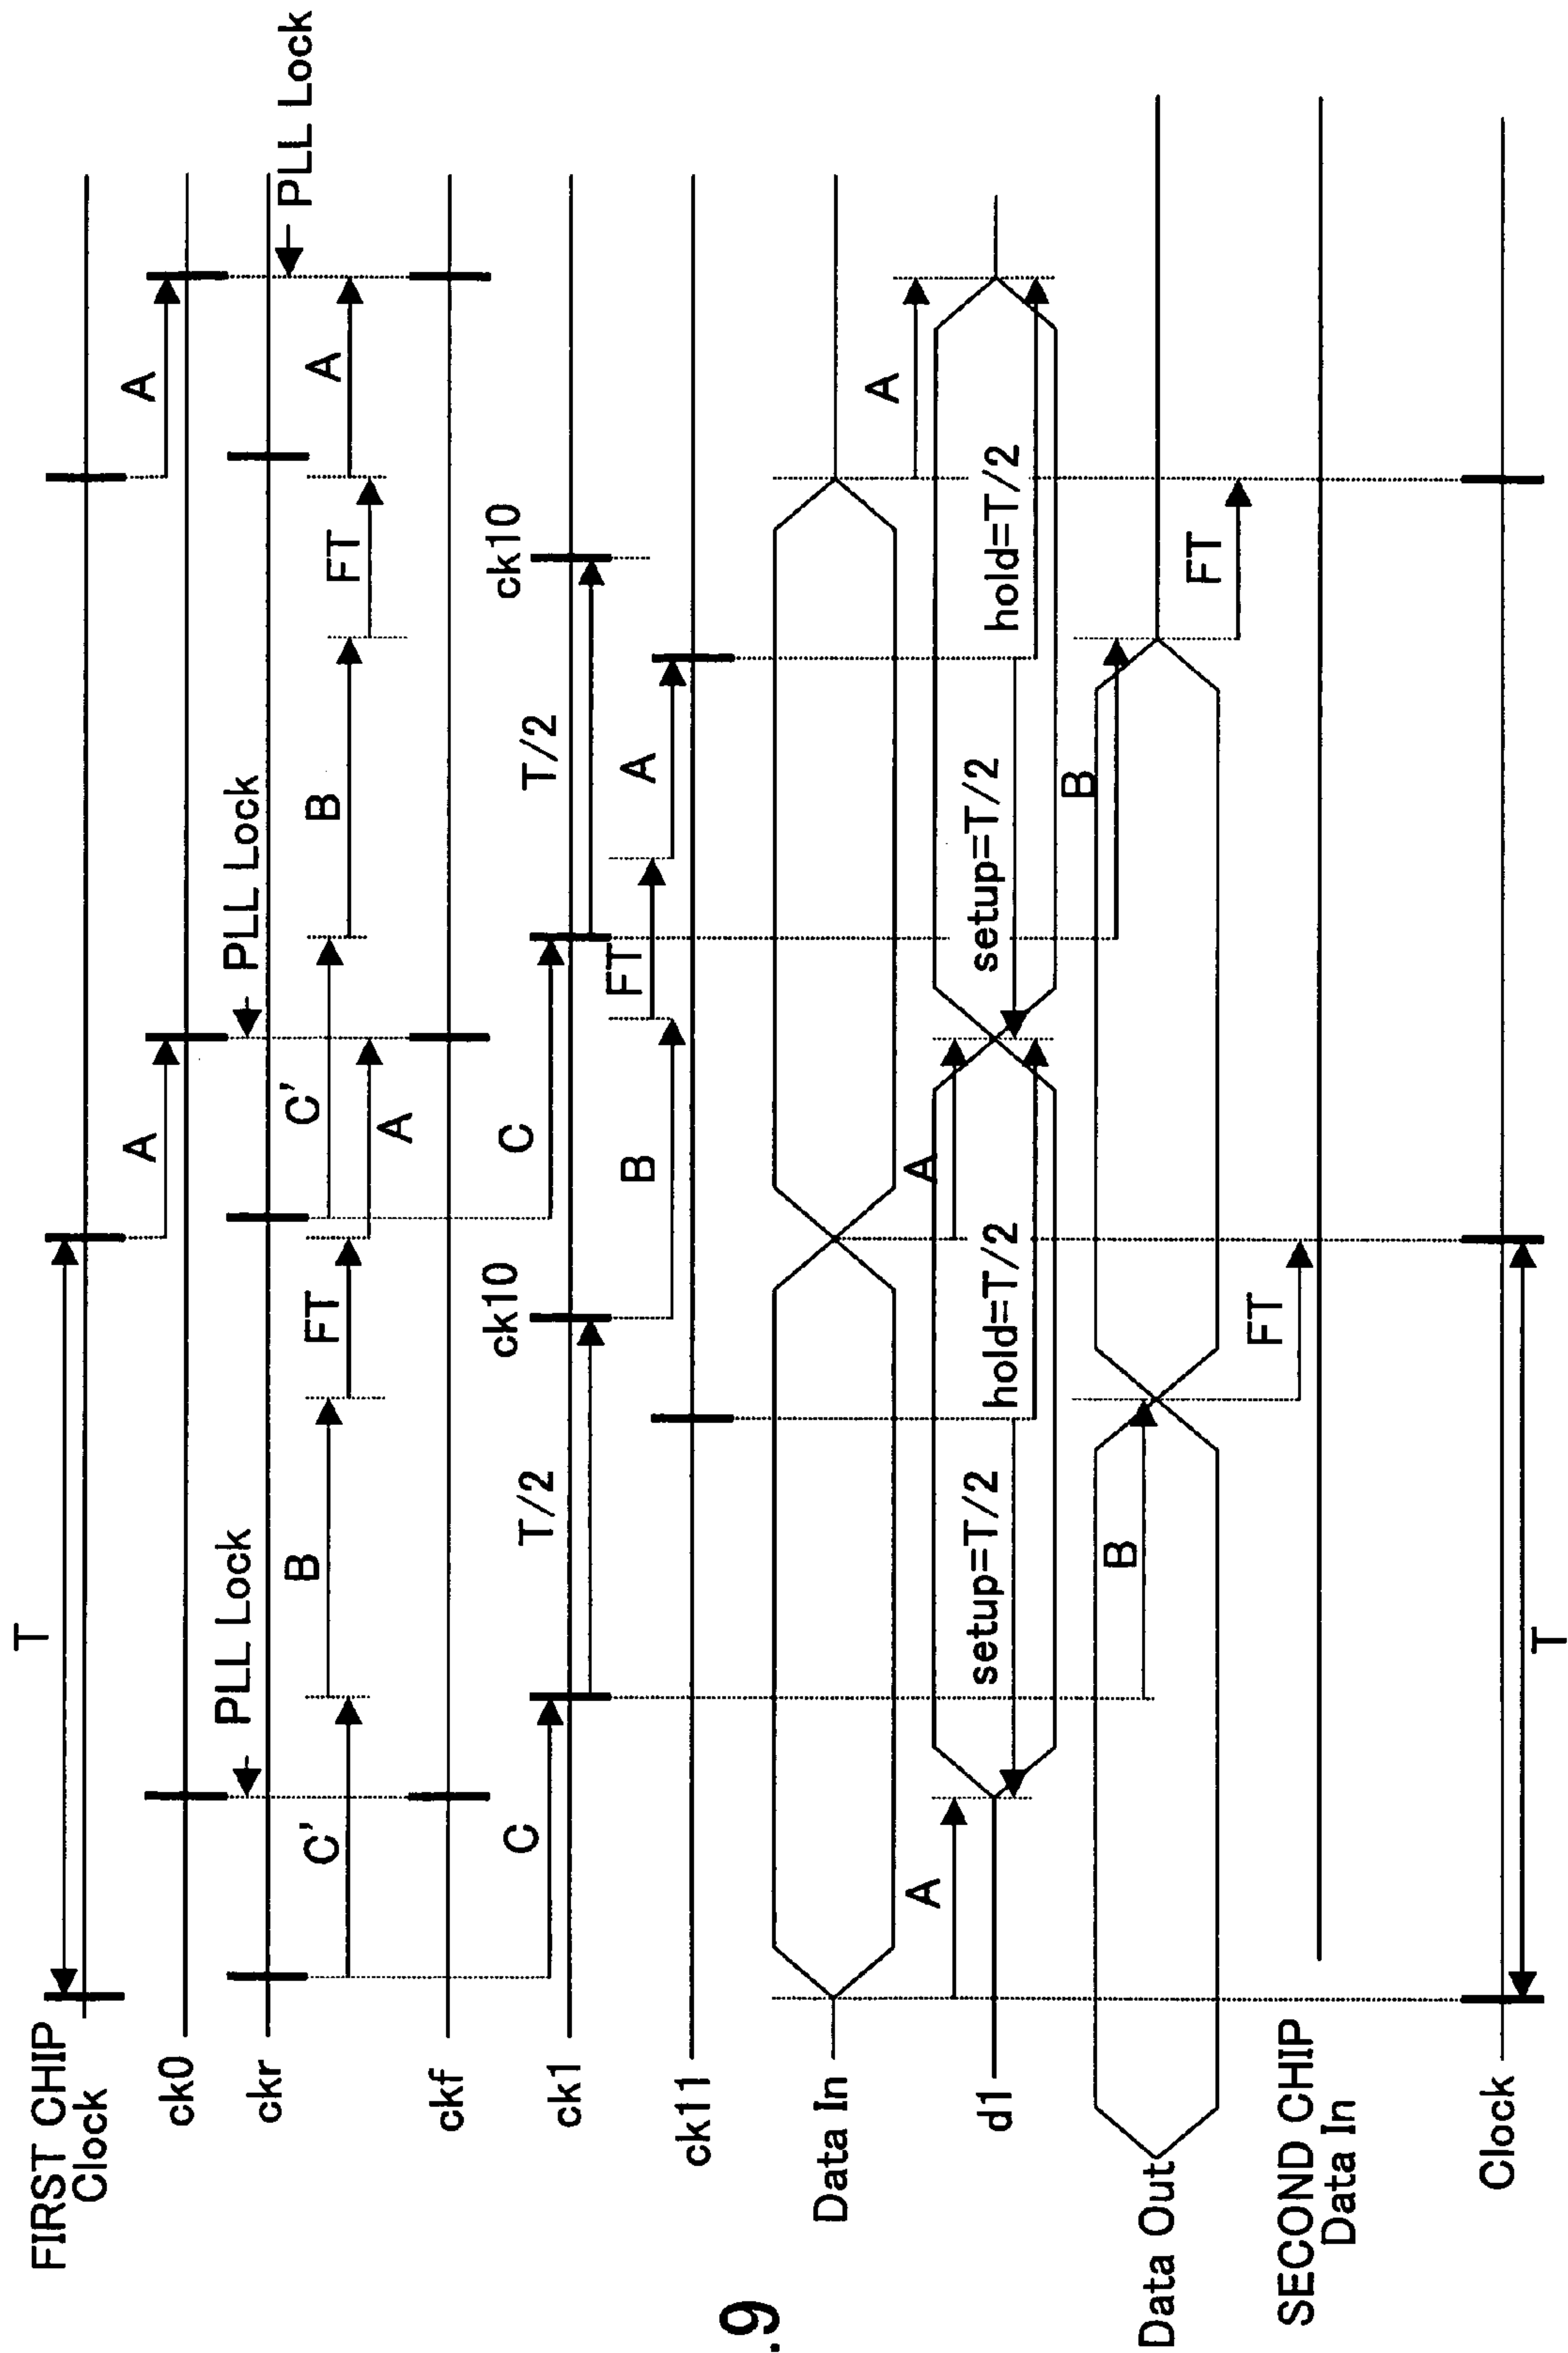 T
FIRST CHIP
Clock
A
A
ck0
PLL Lock
PLL Lock
PLL Lock
ckr
C'
B
FT
C'
A
B
FT
A
ckf
ck10
ck10
C
T/2
C
T/2
ck1
B
FT
A
ck11
Data In
A
A
A
d1
setup=T/2
hold=T/2
setup=T/2
hold=T/2
B
B
Data Out
FT
FT
SECOND CHIP
Data In
Clock
T
.9